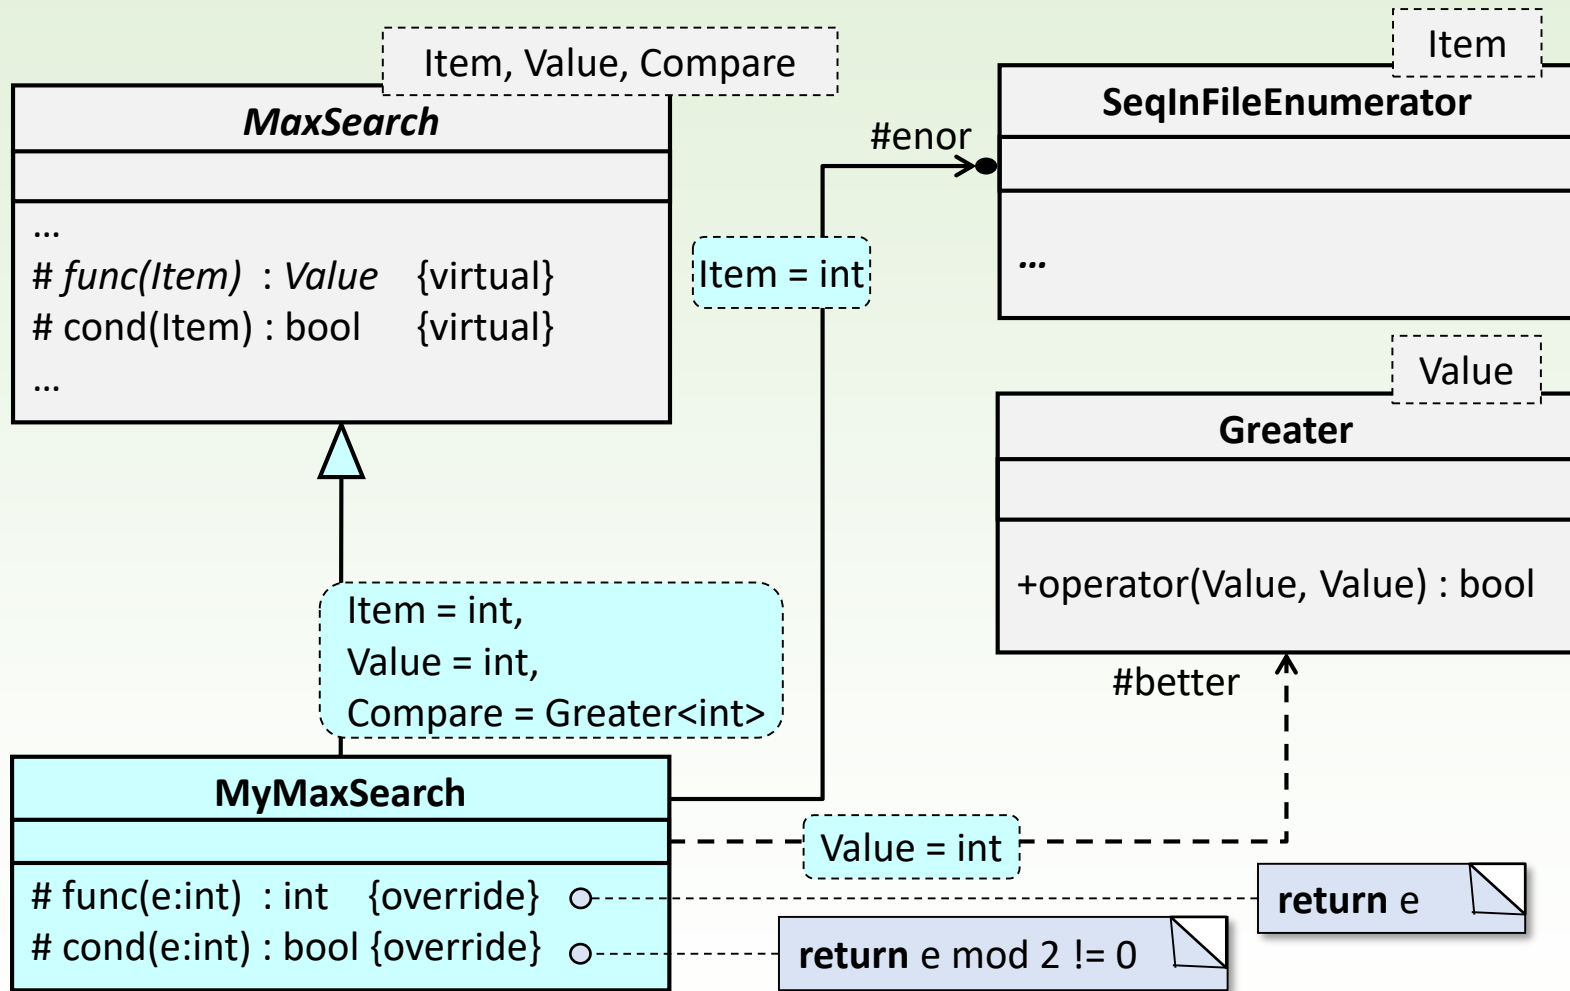 Item, Value, Compare
MaxSearch
...
# func(Item) : Value {virtual}
# cond(Item) : bool {virtual}
...
Item
SeqInFileEnumerator
...
#enor
Item = int
Value
Greater
+operator(Value, Value) : bool
#better
Item = int,
Value = int,
Compare = Greater<int>
MyMaxSearch
# func(e:int) : int {override}
# cond(e:int) : bool {override}
Value = int
return e
return e mod 2 != 0